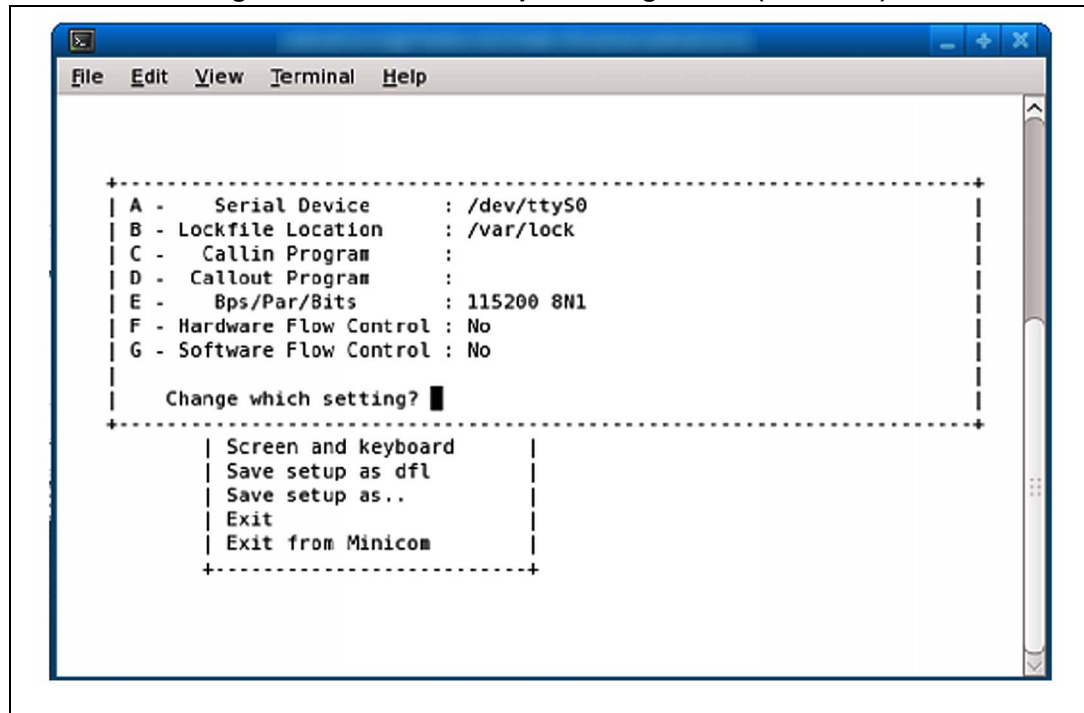 File Edit View Terminal Help
A - Serial Device : /dev/ttyS0
B - Lockfile Location : /var/lock
C - Callin Program :
D - Callout Program :
E - Bps/Par/Bits : 115200 8N1
F - Hardware Flow Control : No
G - Software Flow Control : No
Change which setting?
Screen and keyboard
Save setup as dfl
Save setup as..
Exit
Exit from Minicom